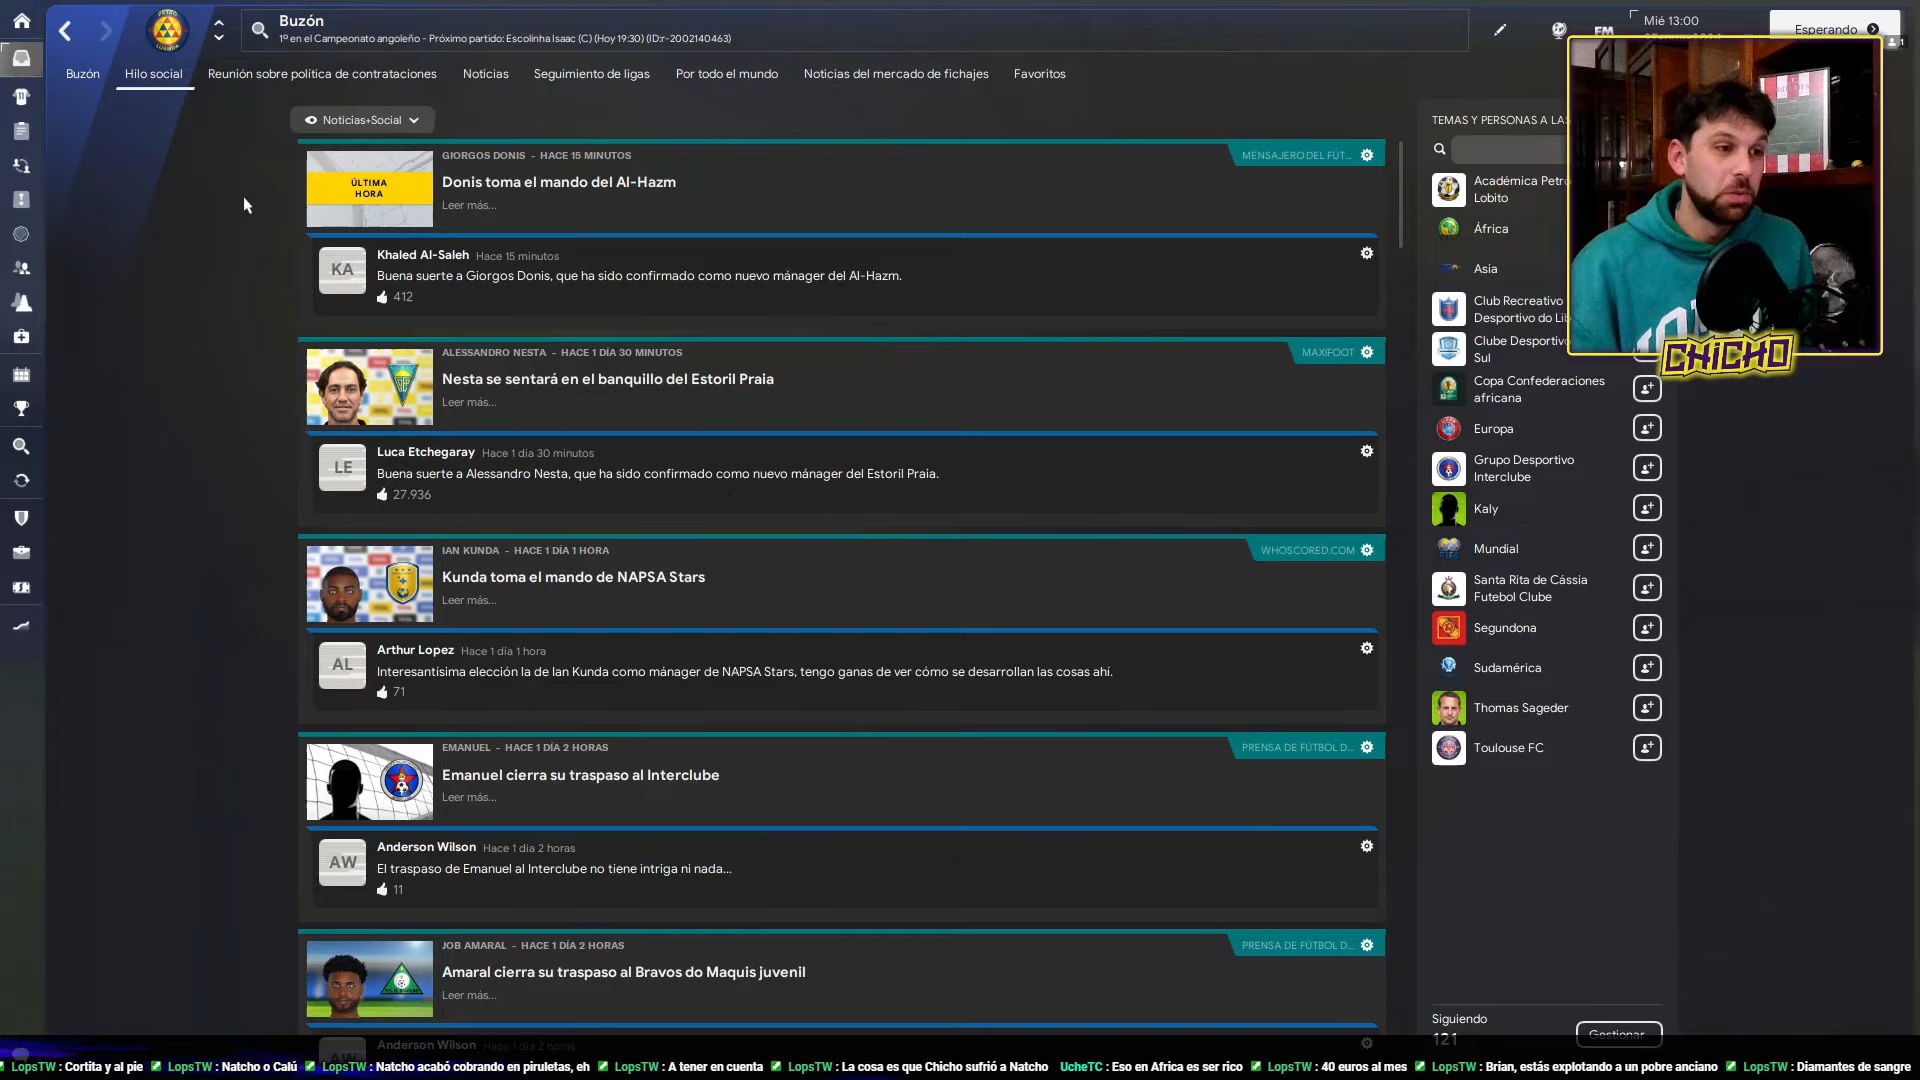 Buzón
1º en el Campeonato angoleño - Próximo partido: Escolinha Isaac (C) (Hoy 19:30) (ID:r-2002140463)
FM
Mié 13:00
Esperando
1
Buzón
Hilo social
Reunión sobre política de contrataciones
Noticias
Seguimiento de ligas
Por todo el mundo
Noticias del mercado de fichajes
Favoritos
Noticias+Social
ÚLTIMA
HORA
GIORGOS DONIS - HACE 15 MINUTOS
MENSAJERO DEL FÚT...
Donis toma el mando del Al-Hazm
Leer más...
KA
Khaled Al-Saleh Hace 15 minutos
Buena suerte a Giorgos Donis, que ha sido confirmado como nuevo mánager del Al-Hazm.
412
ALESSANDRO NESTA - HACE 1 DÍA 30 MINUTOS
MAXIFOOT
Nesta se sentará en el banquillo del Estoril Praia
Leer más...
LE
Luca Etchegaray Hace 1 día 30 minutos
Buena suerte a Alessandro Nesta, que ha sido confirmado como nuevo mánager del Estoril Praia.
27.936
IAN KUNDA - HACE 1 DÍA 1 HORA
WHOSCORED.COM
Kunda toma el mando de NAPSA Stars
Leer más...
AL
Arthur Lopez Hace 1 día 1 hora
Interesantísima elección la de Ian Kunda como mánager de NAPSA Stars, tengo ganas de ver cómo se desarrollan las cosas ahí.
71
EMANUEL - HACE 1 DÍA 2 HORAS
PRENSA DE FÚTBOL D...
Emanuel cierra su traspaso al Interclube
Leer más...
AW
Anderson Wilson Hace 1 día 2 horas
El traspaso de Emanuel al Interclube no tiene intriga ni nada...
11
JOB AMARAL - HACE 1 DÍA 2 HORAS
PRENSA DE FÚTBOL D...
Amaral cierra su traspaso al Bravos do Maquis juvenil
Leer más...
AW
Anderson Wilson Hace 1 día 2 horas
TEMAS Y PERSONAS A LAS
Académica Petro
Lobito
África
Asia
Club Recreativo
Desportivo do Lib
Clube Desportivo
Sul
Copa Confederaciones
africana
Europa
Grupo Desportivo
Interclube
Kaly
Mundial
Santa Rita de Cássia
Futebol Clube
Segundona
Sudamérica
Thomas Sageder
Toulouse FC
Siguiendo
121
Gestionar
CHICHO
LopsTW : Cortita y al pie LopsTW : Natcho o Calú LopsTW : Natcho acabó cobrando en piruletas, eh LopsTW : A tener en cuenta LopsTW : La cosa es que Chicho sufrió a Natcho UcheTC : Eso en Africa es ser rico LopsTW : 40 euros al mes LopsTW : Brian, estás explotando a un pobre anciano LopsTW : Diamantes de sangre